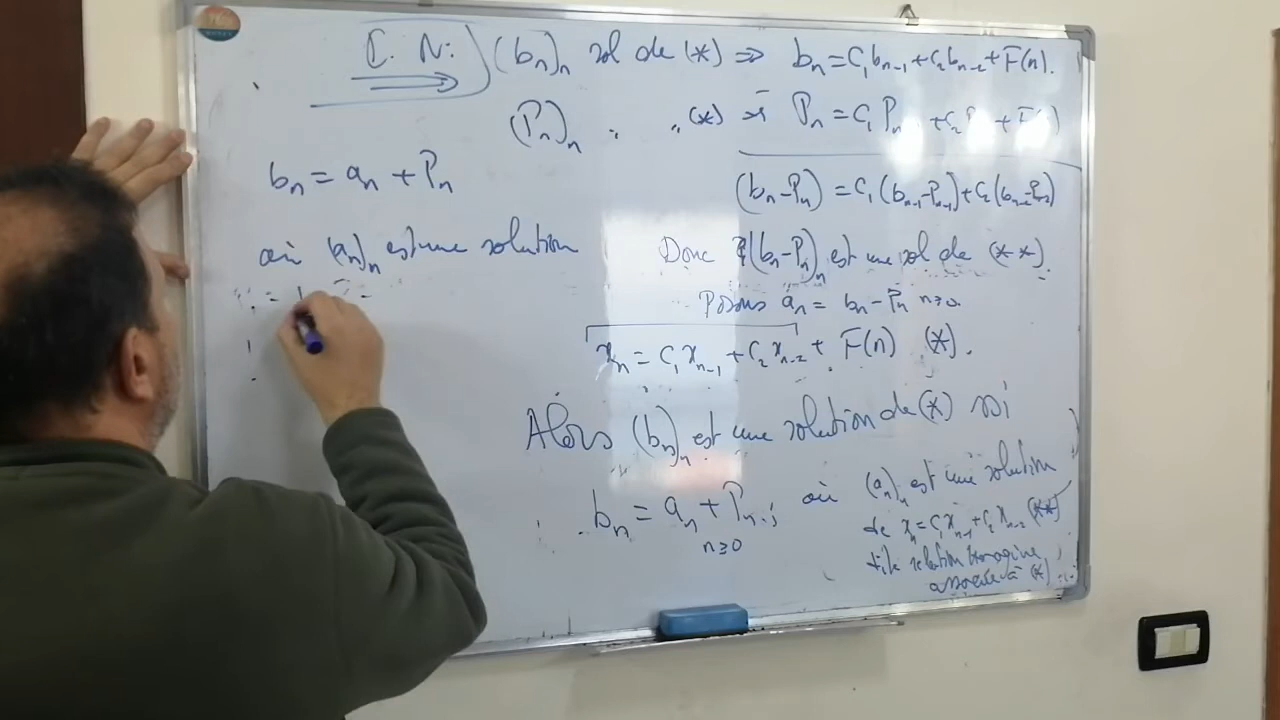 C. N: (bₙ)ₙ sol de (*) ⇒ bₙ = C₁bₙ₋₁ + C₂bₙ₋₂ + F(n).
(Pₙ)ₙ " " (*) ⇒ Pₙ = C₁Pₙ + C₂P + F( )
bₙ = aₙ + Pₙ
(bₙ-Pₙ) = C₁(bₙ₋₁-Pₙ₋₁) + C₂(bₙ₋₂-Pₙ₋₂)
où (aₙ)ₙ est une solution
Donc (bₙ-Pₙ)ₙ est une sol de (**).
Posons aₙ = bₙ - Pₙ n≥0.
xₙ = C₁xₙ₋₁ + C₂xₙ₋₂ + F(n) (*).
Alors (bₙ)ₙ est une solution de (*) ssi
bₙ = aₙ + Pₙ ; où (aₙ)ₙ est une solution
n≥0
de xₙ = C₁xₙ₋₁ + C₂xₙ₋₂ (**)
relation homogène
associée à (*)